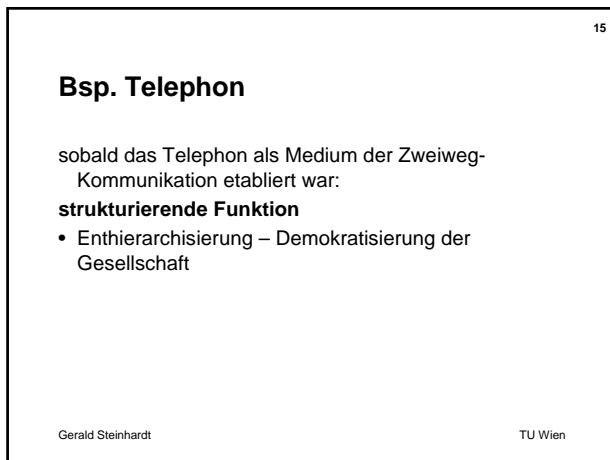 15
Bsp. Telephon
sobald das Telephon als Medium der Zweiweg-
Kommunikation etabliert war:
strukturierende Funktion
• Enthierarchisierung – Demokratisierung der
Gesellschaft
Gerald Steinhardt TU Wien